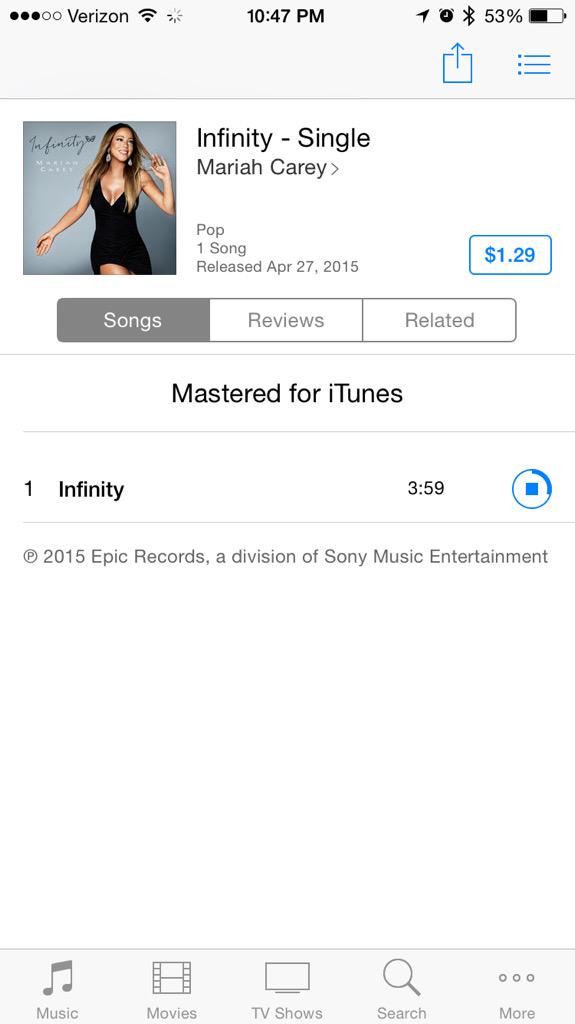 Verizon 10:47 PM 53%
Infinity
MARIAH
CAREY
Infinity - Single
Mariah Carey
Pop
1 Song
Released Apr 27, 2015
$1.29
Songs Reviews Related
Mastered for iTunes
1 Infinity 3:59
℗ 2015 Epic Records, a division of Sony Music Entertainment
Music Movies TV Shows Search More